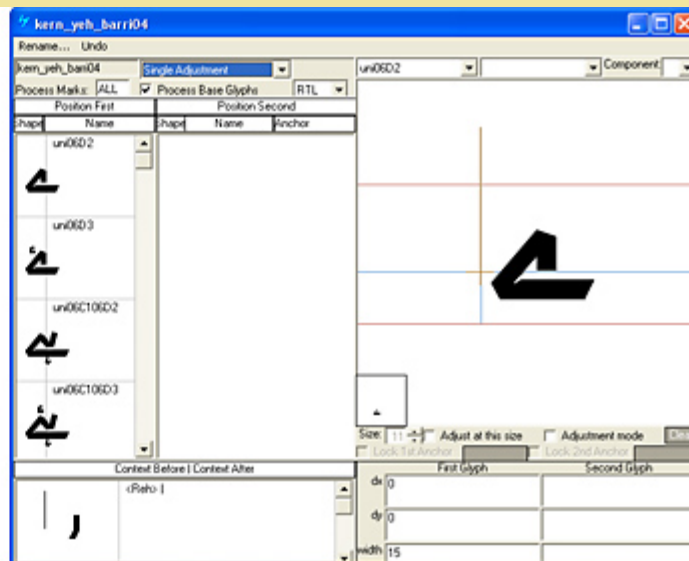 kern_yeh_barri04
Rename... Undo
kern_yeh_barri04 Single Adjustment
Process Marks: ALL Process Base Glyphs RTL
Position First Position Second
Shape Name Shape Name Anchor
uni06D2
uni06D3
uni06C106D2
uni06C106D3
Context Before | Context After
<Reh> |
uni06D2 Component:
Size: 11 Adjust at this size Adjustment mode
Lock 1st Anchor Lock 2nd Anchor
First Glyph Second Glyph
dx 0
dy 0
width 15